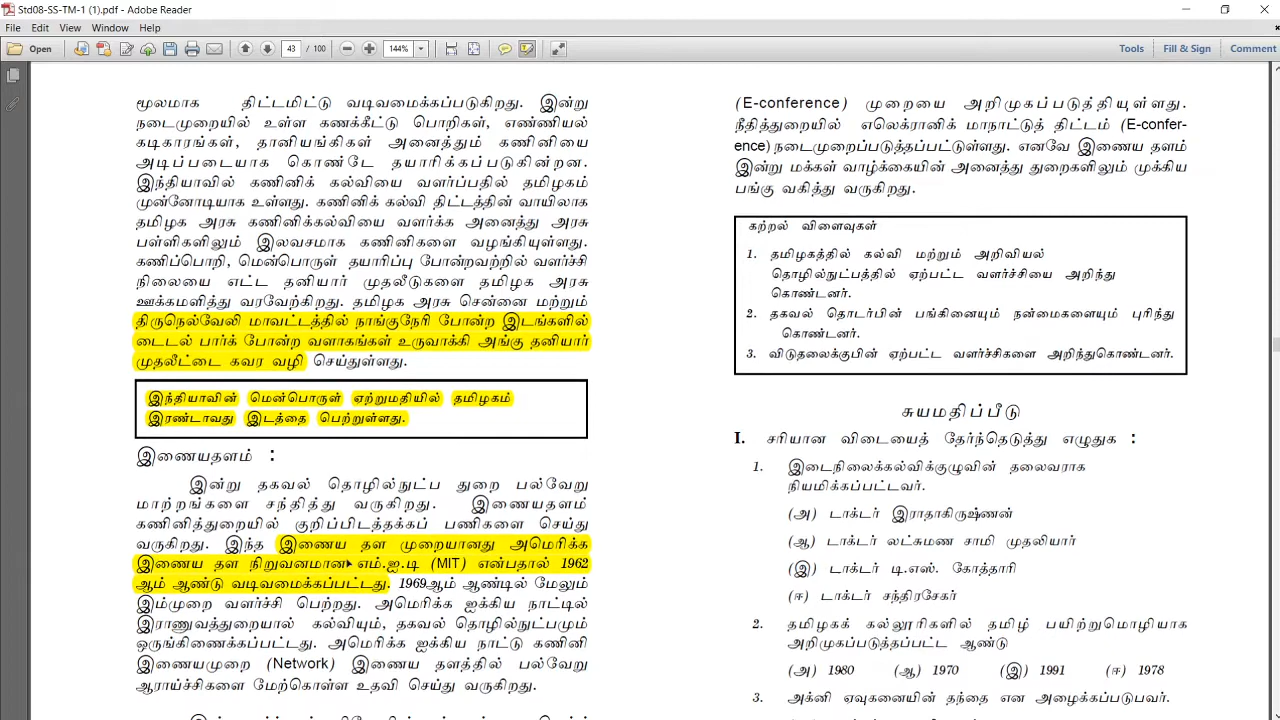 Std08-SS-TM-1 (1).pdf - Adobe Reader
File Edit View Window Help
Open 43 / 100 144% Tools Fill & Sign Comment
மூலமாக திட்டமிட்டு வடிவமைக்கப்படுகிறது. இன்று
நடைமுறையில் உள்ள கணக்கீட்டு பொறிகள், எண்ணியல்
கடிகாரங்கள், தானியங்கிகள் அனைத்தும் கணினியை
அடிப்படையாக கொண்டே தயாரிக்கப்படுகின்றன.
இந்தியாவில் கணினிக் கல்வியை வளர்ப்பதில் தமிழகம்
முன்னோடியாக உள்ளது. கணினிக் கல்வி திட்டத்தின் வாயிலாக
தமிழக அரசு கணினிக்கல்வியை வளர்க்க அனைத்து அரசு
பள்ளிகளிலும் இலவசமாக கணினிகளை வழங்கியுள்ளது.
கணிப்பொறி, மென்பொருள் தயாரிப்பு போன்றவற்றில் வளர்ச்சி
நிலையை எட்ட தனியார் முதலீடுகளை தமிழக அரசு
ஊக்கமளித்து வரவேற்கிறது. தமிழக அரசு சென்னை மற்றும்
திருநெல்வேலி மாவட்டத்தில் நாங்குநேரி போன்ற இடங்களில்
டைடல் பார்க் போன்ற வளாகங்கள் உருவாக்கி அங்கு தனியார்
முதலீட்டை கவர வழி செய்துள்ளது.
இந்தியாவின் மென்பொருள் ஏற்றுமதியில் தமிழகம்
இரண்டாவது இடத்தை பெற்றுள்ளது.
இணையதளம் :
இன்று தகவல் தொழில்நுட்ப துறை பல்வேறு
மாற்றங்களை சந்தித்து வருகிறது. இணையதளம்
கணினித்துறையில் குறிப்பிடத்தக்கப் பணிகளை செய்து
வருகிறது. இந்த இணைய தள முறையானது அமெரிக்க
இணைய தள நிறுவனமான எம்.ஐ.டி (MIT) என்பதால் 1962
ஆம் ஆண்டு வடிவமைக்கப்பட்டது. 1969ஆம் ஆண்டில் மேலும்
இம்முறை வளர்ச்சி பெற்றது. அமெரிக்க ஐக்கிய நாட்டில்
இராணுவத்துறையால் கல்வியும், தகவல் தொழில்நுட்பமும்
ஒருங்கிணைக்கப்பட்டது. அமெரிக்க ஐக்கிய நாட்டு கணினி
இணையமுறை (Network) இணைய தளத்தில் பல்வேறு
ஆராய்ச்சிகளை மேற்கொள்ள உதவி செய்து வருகிறது.
(E-conference) முறையை அறிமுகப்படுத்தியுள்ளது.
நீதித்துறையில் எலெக்ரானிக் மாநாட்டுத் திட்டம் (E-confer-
ence) நடைமுறைப்படுத்தப்பட்டுள்ளது. எனவே இணைய தளம்
இன்று மக்கள் வாழ்க்கையின் அனைத்து துறைகளிலும் முக்கிய
பங்கு வகித்து வருகிறது.
கற்றல் விளைவுகள்
1. தமிழகத்தில் கல்வி மற்றும் அறிவியல்
தொழில்நுட்பத்தில் ஏற்பட்ட வளர்ச்சியை அறிந்து
கொண்டனர்.
2. தகவல் தொடர்பின் பங்கினையும் நன்மைகளையும் புரிந்து
கொண்டனர்.
3. விடுதலைக்குபின் ஏற்பட்ட வளர்ச்சிகளை அறிந்துகொண்டனர்.
சுயமதிப்பீடு
I. சரியான விடையைத் தேர்ந்தெடுத்து எழுதுக :
1. இடைநிலைக்கல்விக்குழுவின் தலைவராக
நியமிக்கப்பட்டவர்.
(அ) டாக்டர் இராதாகிருஷ்ணன்
(ஆ) டாக்டர் லட்சுமண சாமி முதலியார்
(இ) டாக்டர் டி.எஸ். கோத்தாரி
(ஈ) டாக்டர் சந்திரசேகர்
2. தமிழகக் கல்லூரிகளில் தமிழ் பயிற்றுமொழியாக
அறிமுகப்படுத்தப்பட்ட ஆண்டு
(அ) 1980 (ஆ) 1970 (இ) 1991 (ஈ) 1978
3. அக்னி ஏவுகனையின் தந்தை என அழைக்கப்படுபவர்.